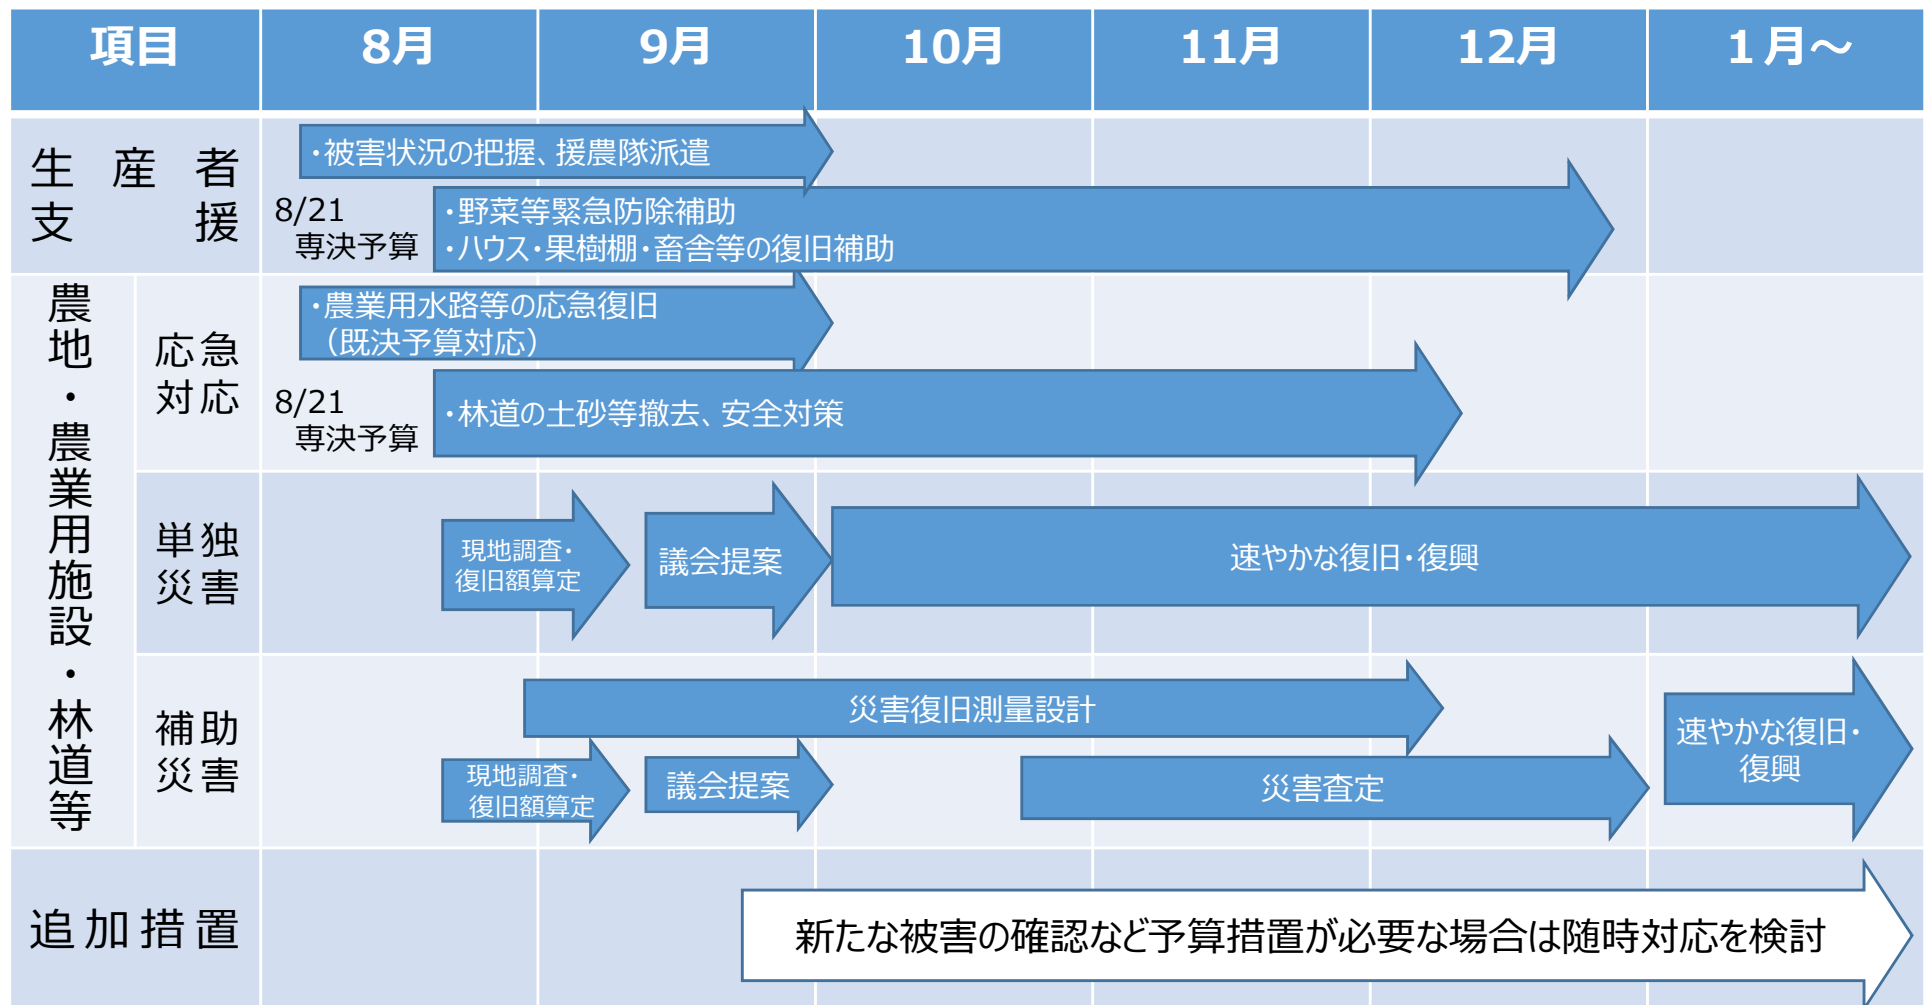 項目 8月 9月 10月 11月 12月 1月～
生産者
支援
・被害状況の把握、援農隊派遣
8/21
専決予算
・野菜等緊急防除補助
・ハウス・果樹棚・畜舎等の復旧補助
農地・農業用施設・林道等
応急
対応
・農業用水路等の応急復旧
（既決予算対応）
8/21
専決予算
・林道の土砂等撤去、安全対策
単独
災害
現地調査・
復旧額算定
議会提案
速やかな復旧・復興
補助
災害
災害復旧測量設計
現地調査・
復旧額算定
議会提案
災害査定
速やかな復旧・
復興
追加措置
新たな被害の確認など予算措置が必要な場合は随時対応を検討